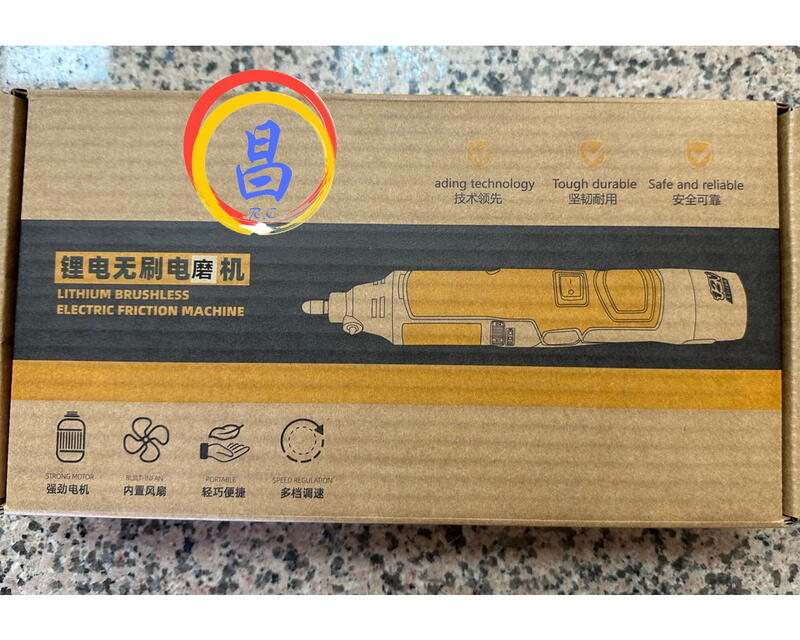 昌
R.C
ading technology
技术领先
Tough durable
坚韧耐用
Safe and reliable
安全可靠
锂电无刷电磨机
LITHIUM BRUSHLESS
ELECTRIC FRICTION MACHINE
12V
STRONG MOTOR
强劲电机
BUILT-INFAN
内置风扇
PORTABLE
轻巧便捷
SPEED REGULATION
多档调速